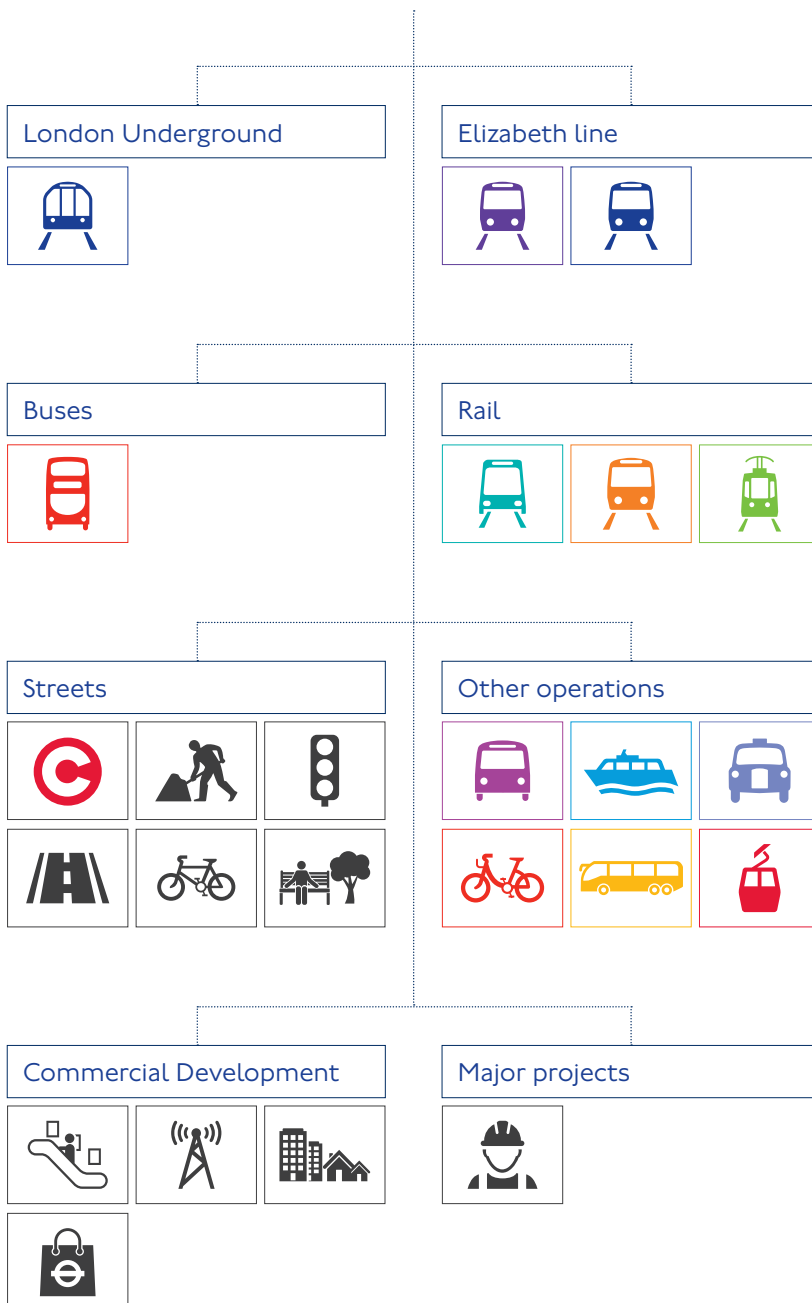 London Underground
Elizabeth line
Buses
Rail
Streets
Other operations
Commercial Development
Major projects